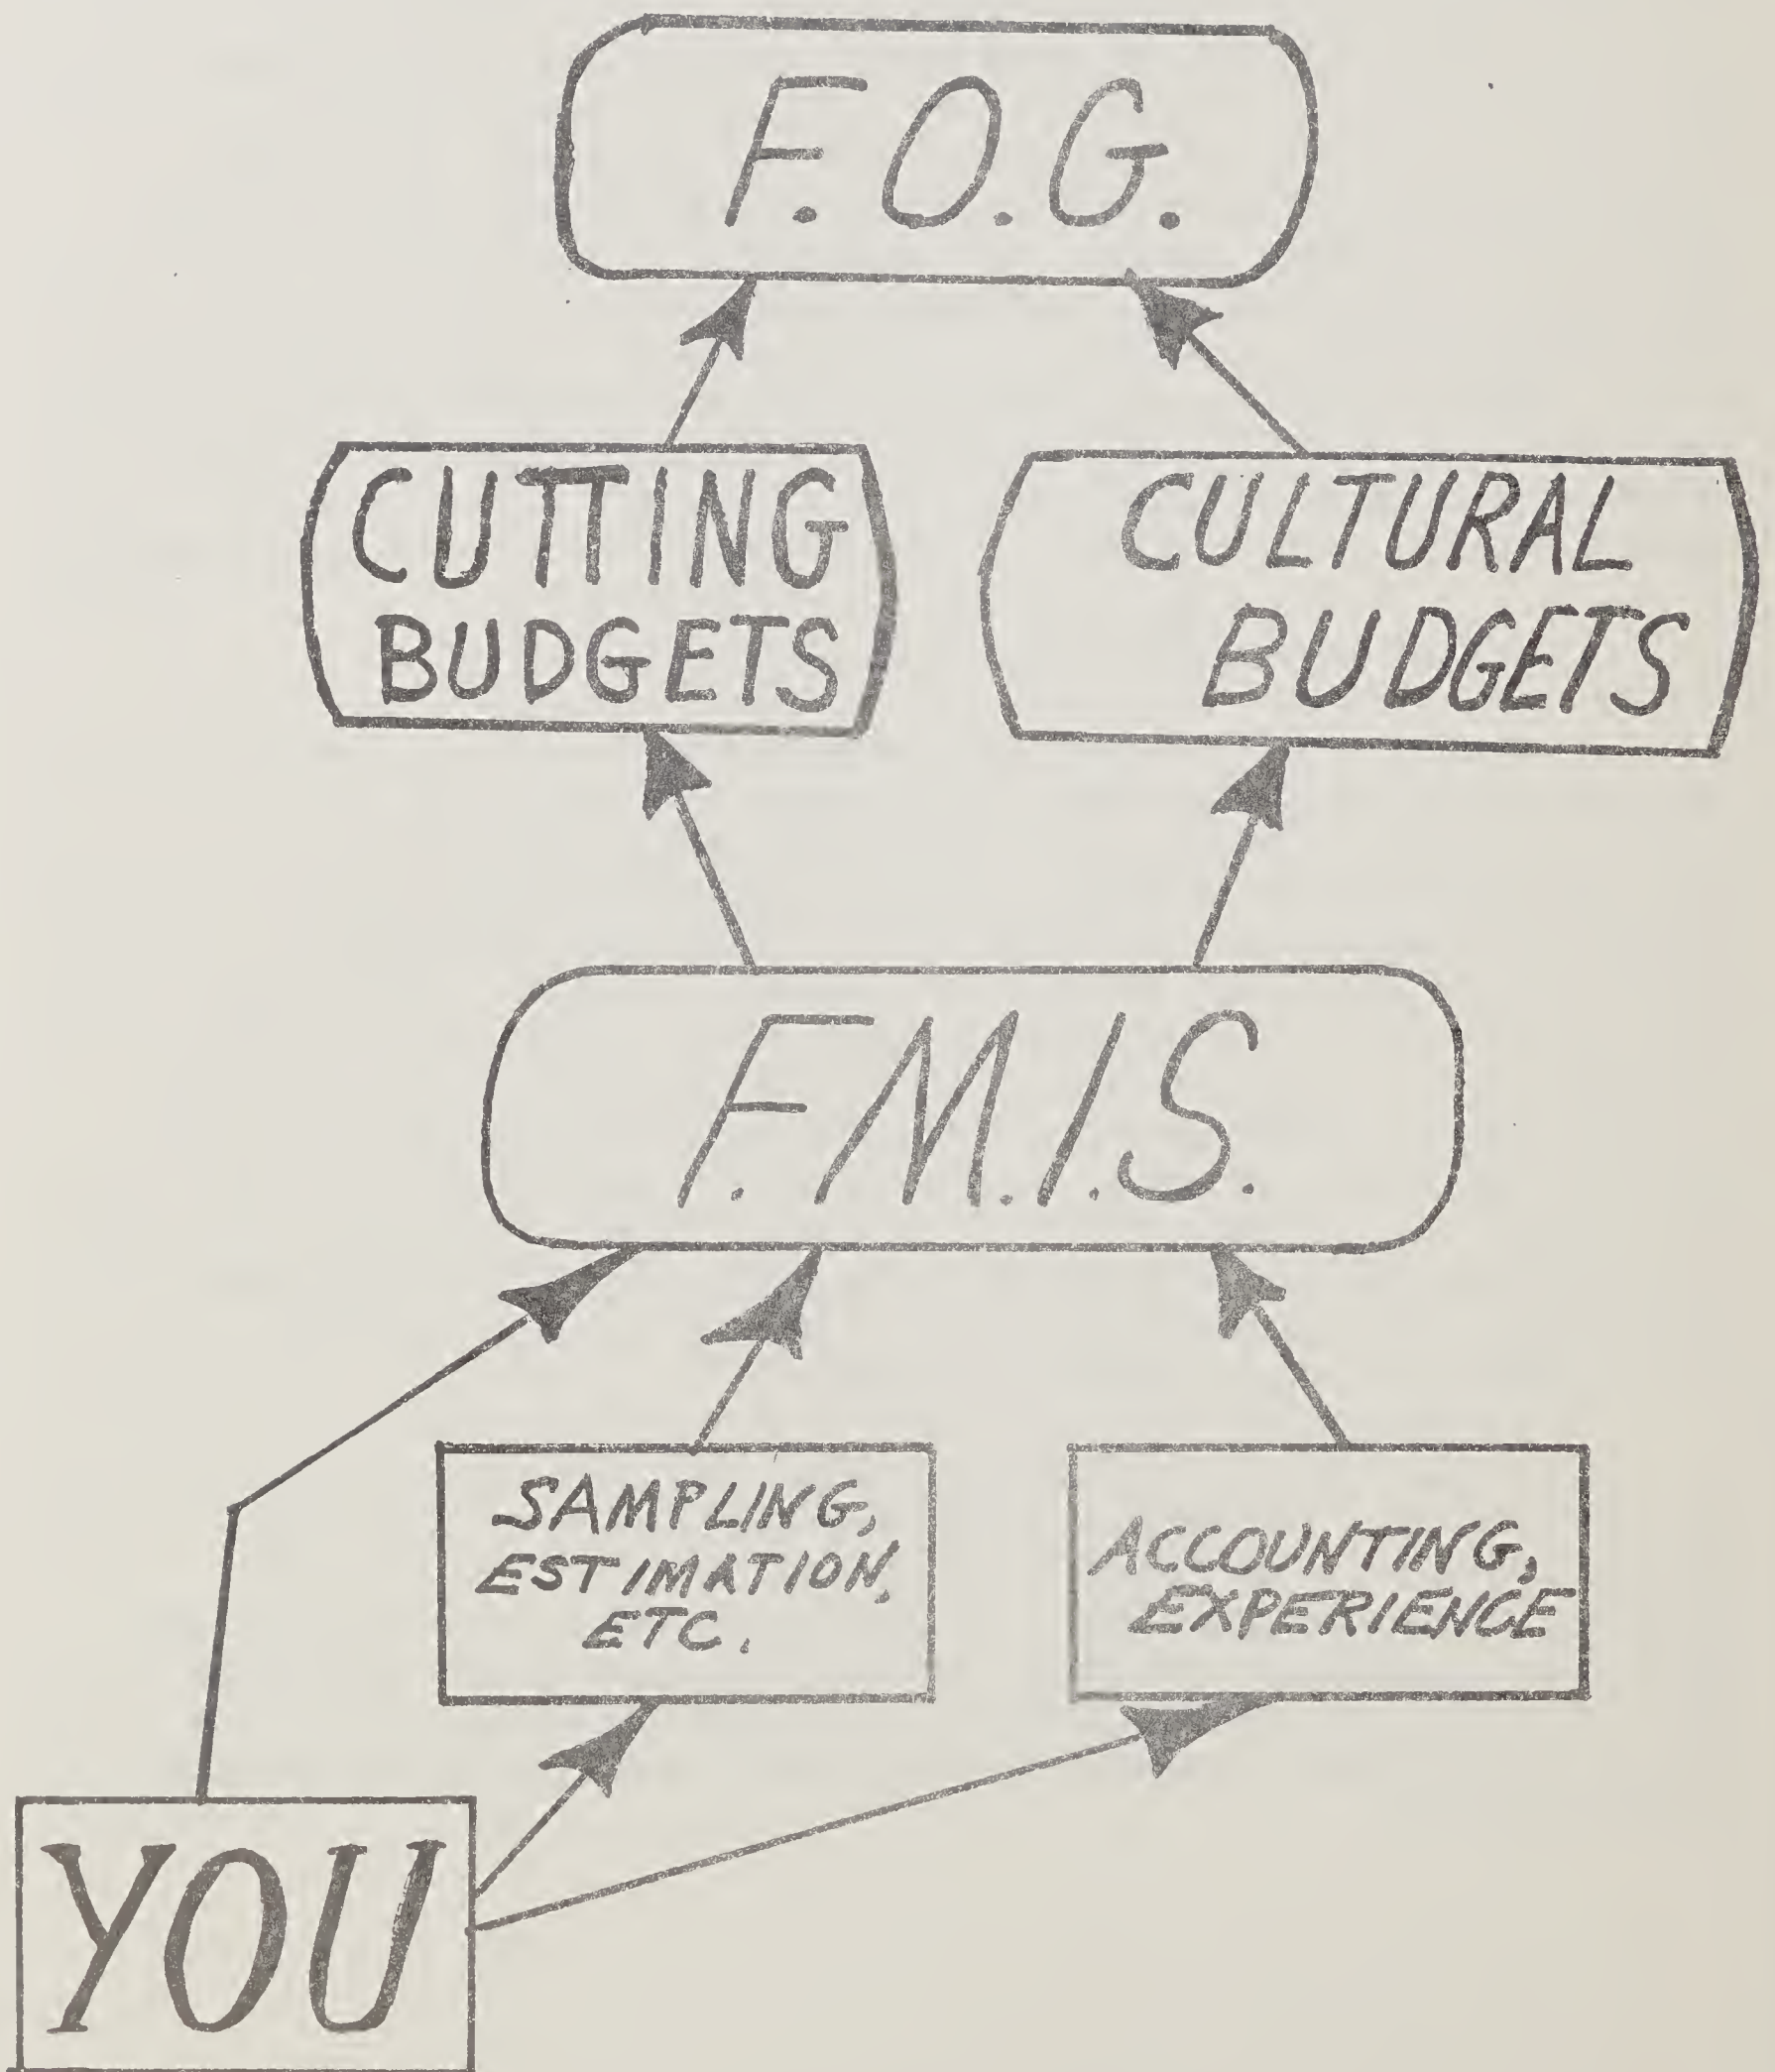 F.O.G.
CUTTING
BUDGETS
CULTURAL
BUDGETS
F.M.I.S.
SAMPLING,
ESTIMATION,
ETC.
ACCOUNTING,
EXPERIENCE
YOU